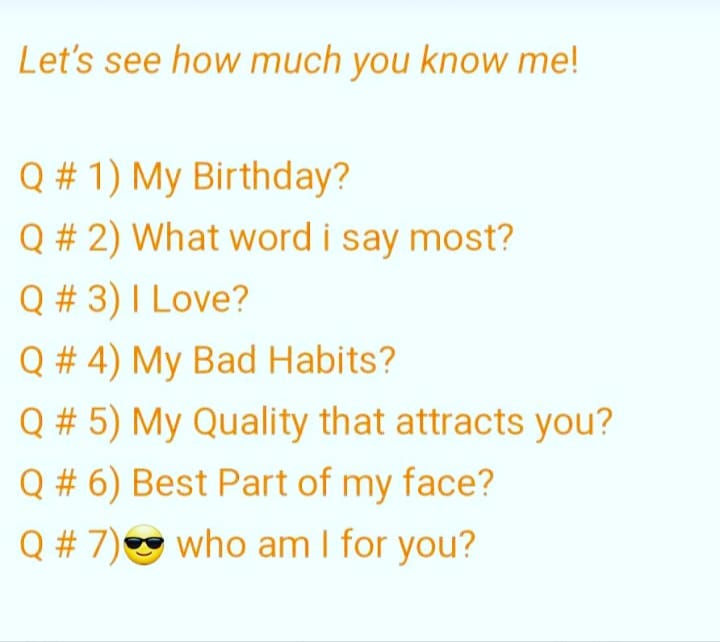 Let's see how much you know me!
Q # 1) My Birthday?
Q # 2) What word i say most?
Q # 3) I Love?
Q # 4) My Bad Habits?
Q # 5) My Quality that attracts you?
Q # 6) Best Part of my face?
Q # 7)😎 who am I for you?